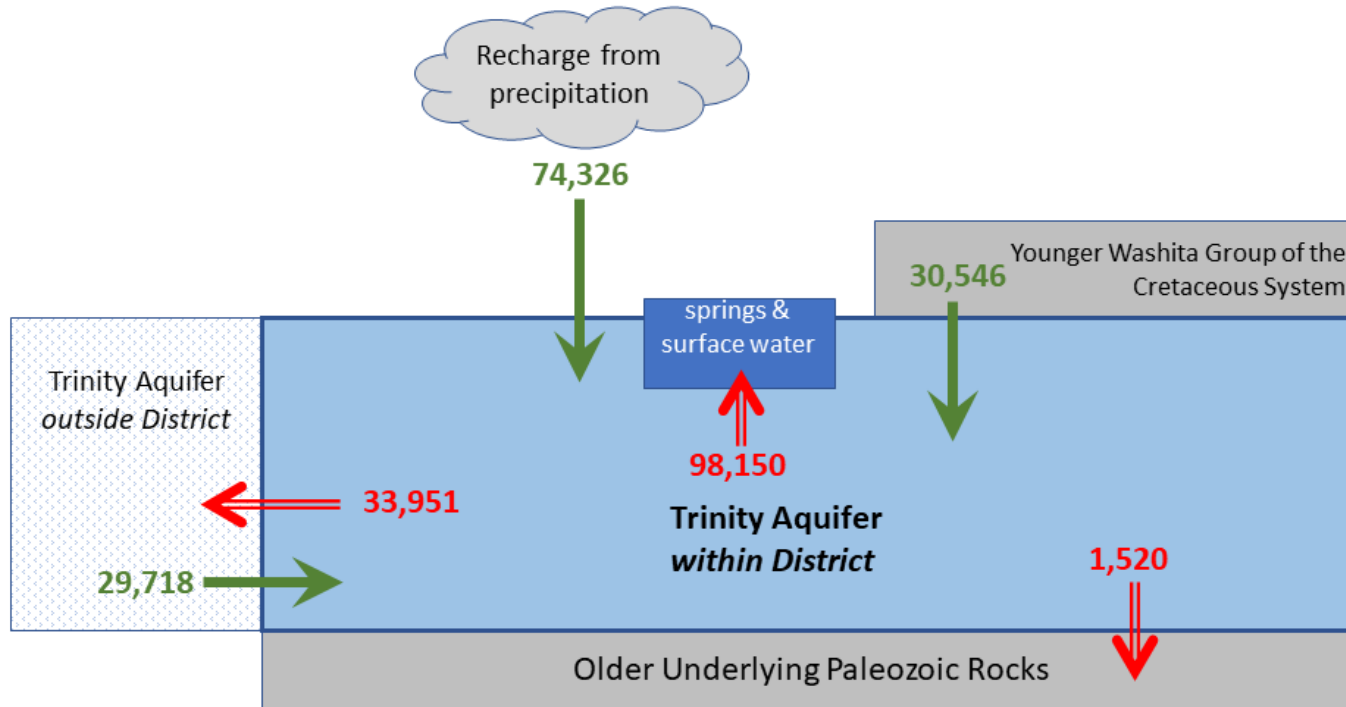 Recharge from
precipitation
74,326
Younger Washita Group of the
Cretaceous System
30,546
springs &
surface water
Trinity Aquifer
outside District
98,150
33,951
Trinity Aquifer
within District
1,520
29,718
Older Underlying Paleozoic Rocks